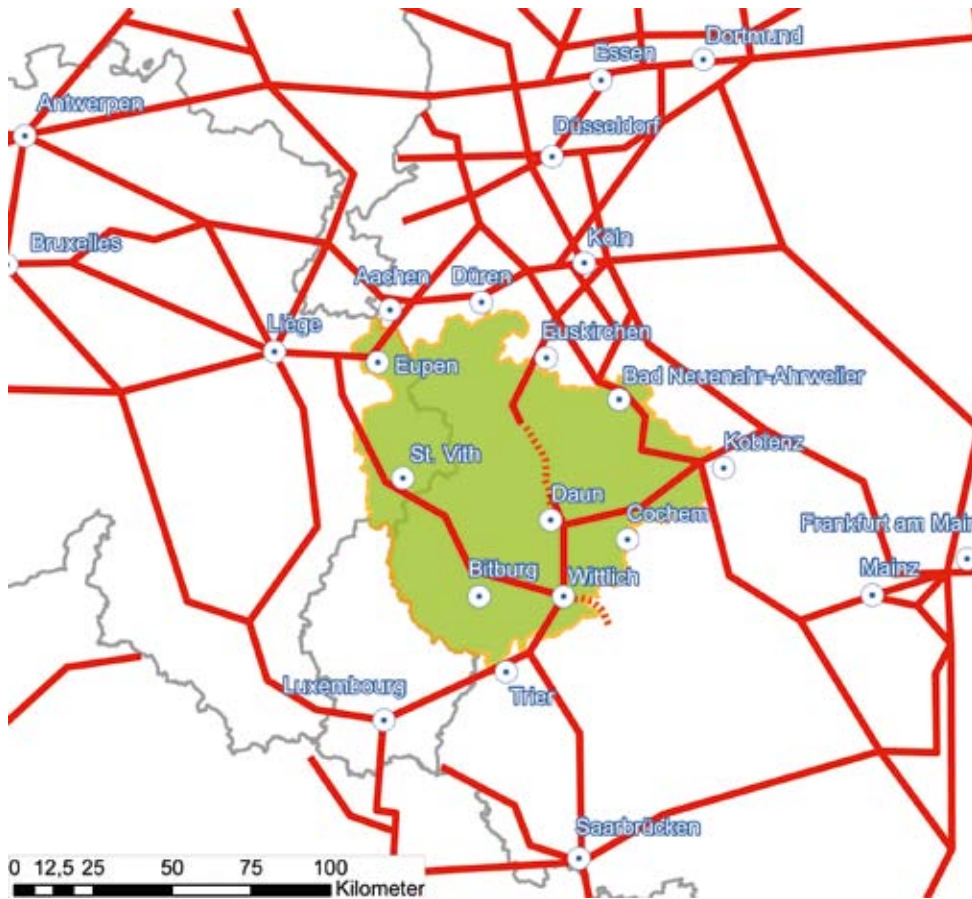 Dortmund
Essen
Antwerpen
Düsseldorf
Bruxelles
Köln
Aachen
Düren
Liège
Euskirchen
Eupen
Bad Neuenahr-Ahrweiler
Koblenz
St. Vith
Daun
Cochem
Frankfurt am Main
Bitburg
Wittlich
Mainz
Luxembourg
Trier
Saarbrücken
0 12,5 25 50 75 100
Kilometer